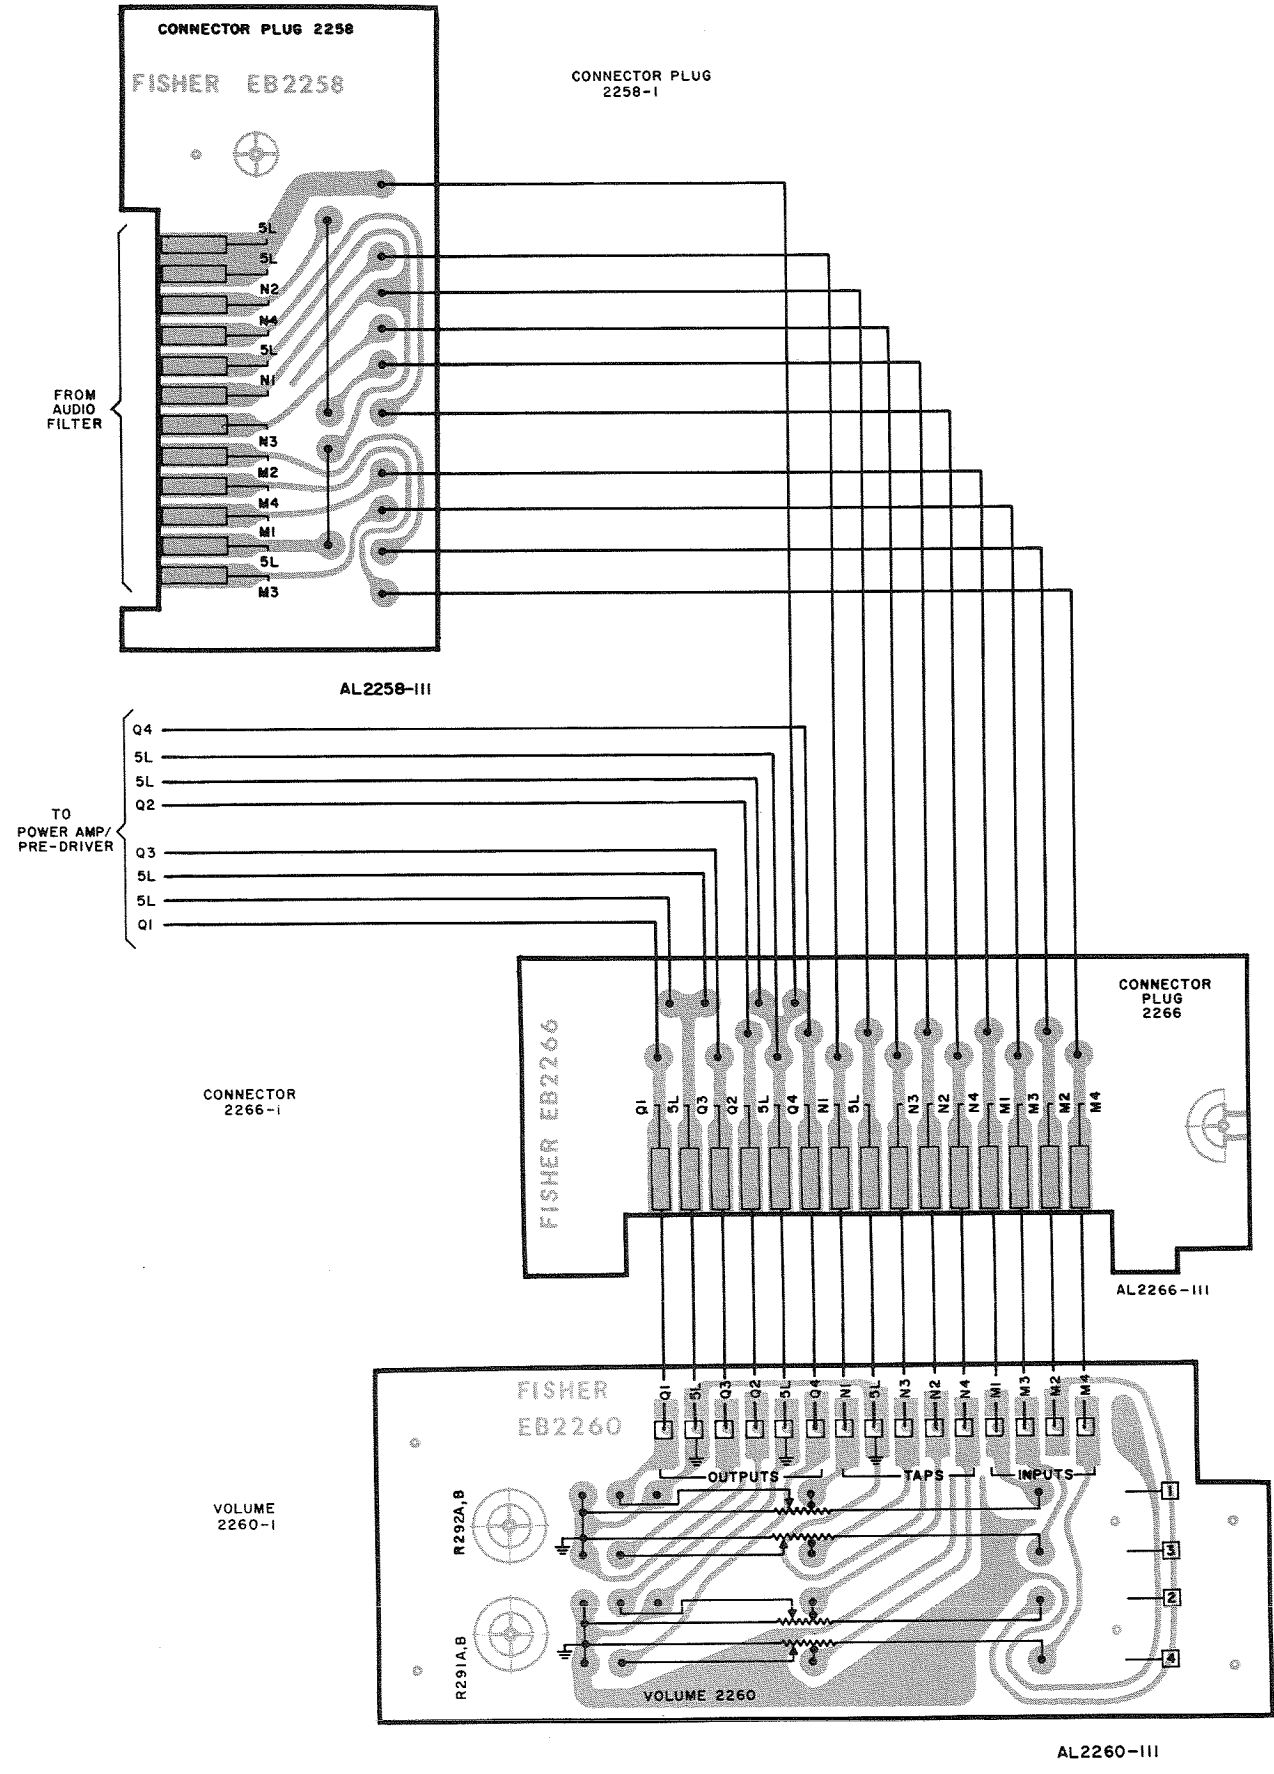 CONNECTOR PLUG 2258
FISHER EB2258
CONNECTOR PLUG
2258-1
5L
5L
N2
N4
5L
N1
N3
M2
M4
M1
5L
M3
FROM
AUDIO
FILTER
AL2258-III
Q4
5L
5L
Q2
Q3
5L
5L
Q1
TO
POWER AMP/
PRE-DRIVER
CONNECTOR
PLUG
2266
FISHER EB2266
CONNECTOR
2266-1
Q1 5L Q3 Q2 5L Q4 N1 5L N3 N2 N4 M1 M3 M2 M4
AL2266-III
FISHER
EB2260
Q1 5L Q3 Q2 5L Q4 N1 5L N3 N2 N4 M1 M3 M2 M4
OUTPUTS TAPS INPUTS
VOLUME
2260-1
R292A,B
R291A,B
1
3
2
4
VOLUME 2260
AL2260-III